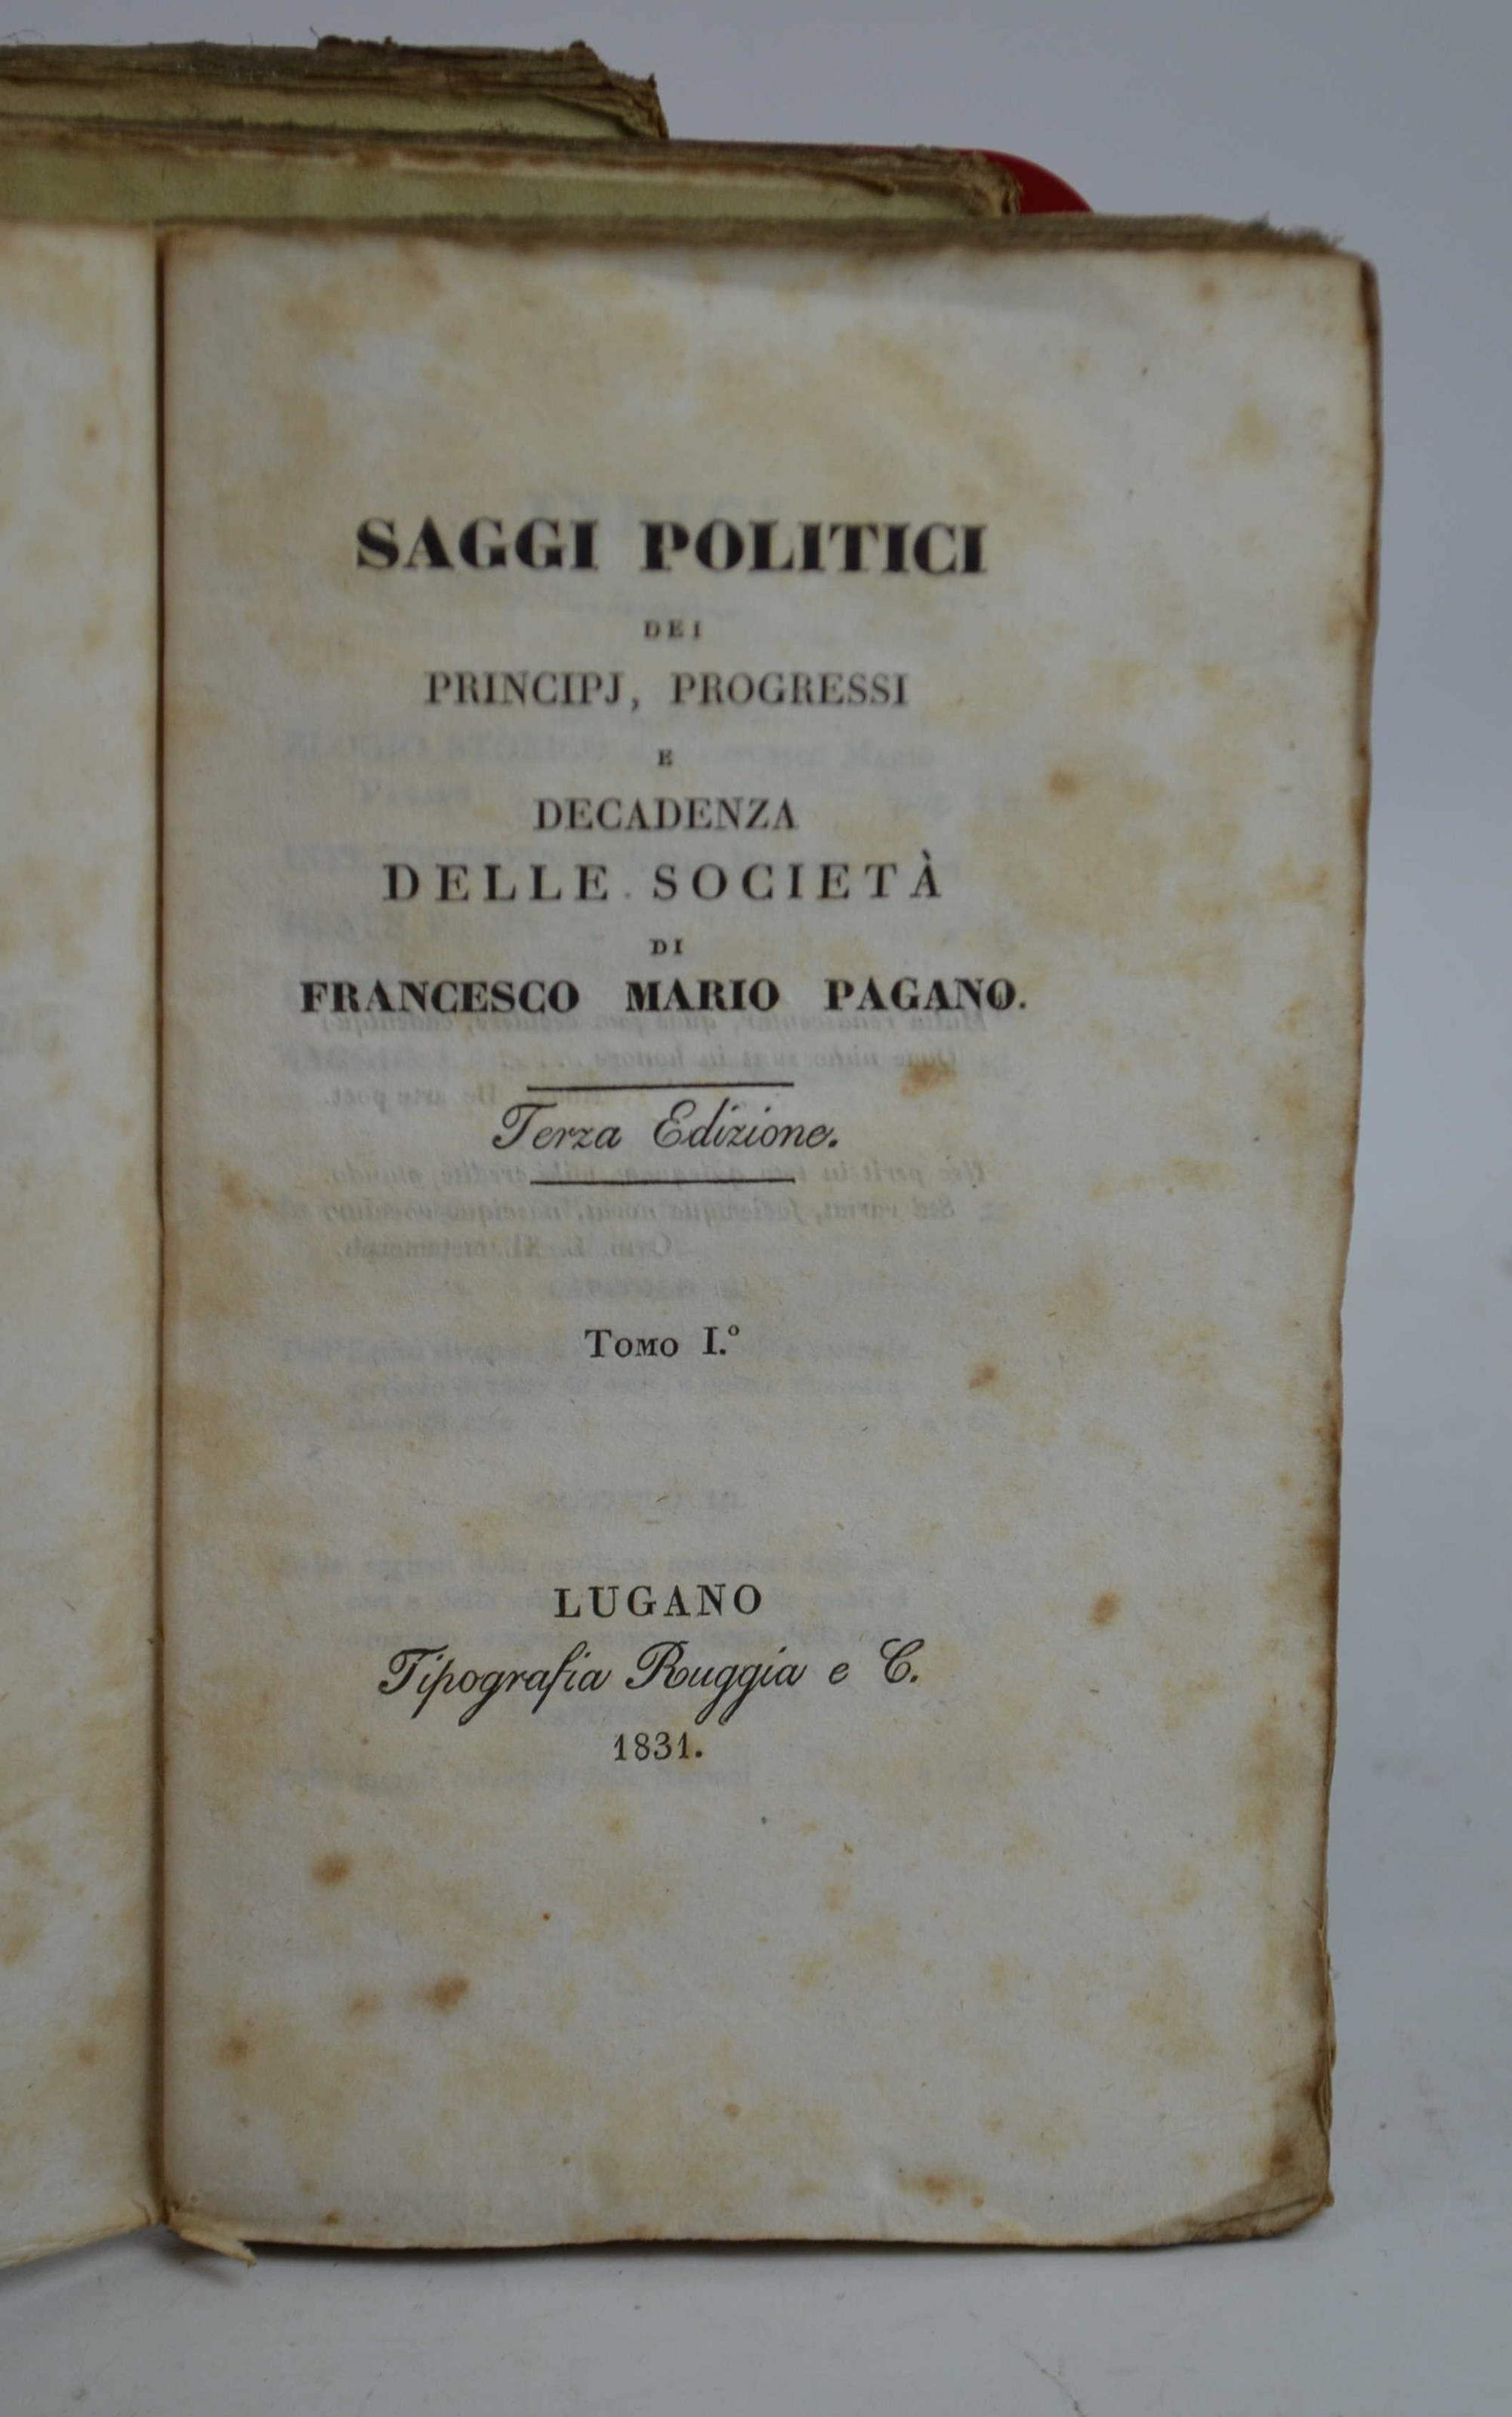 SAGGI POLITICI
DEI
PRINCIPJ, PROGRESSI
E
DECADENZA
DELLE SOCIETÀ
DI
FRANCESCO MARIO PAGANO.
Terza Edizione.
Tomo I.°
LUGANO
Tipografia Ruggia e C.
1831.